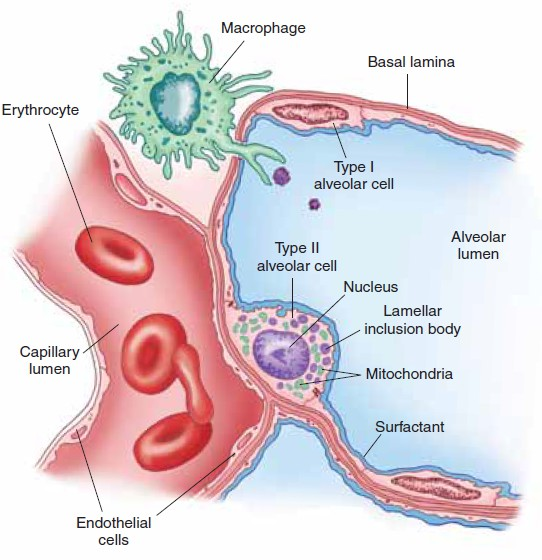 Macrophage
Basal lamina
Erythrocyte
Type I
alveolar cell
Alveolar
lumen
Type II
alveolar cell
Nucleus
Lamellar
inclusion body
Capillary
lumen
Mitochondria
Surfactant
Endothelial
cells